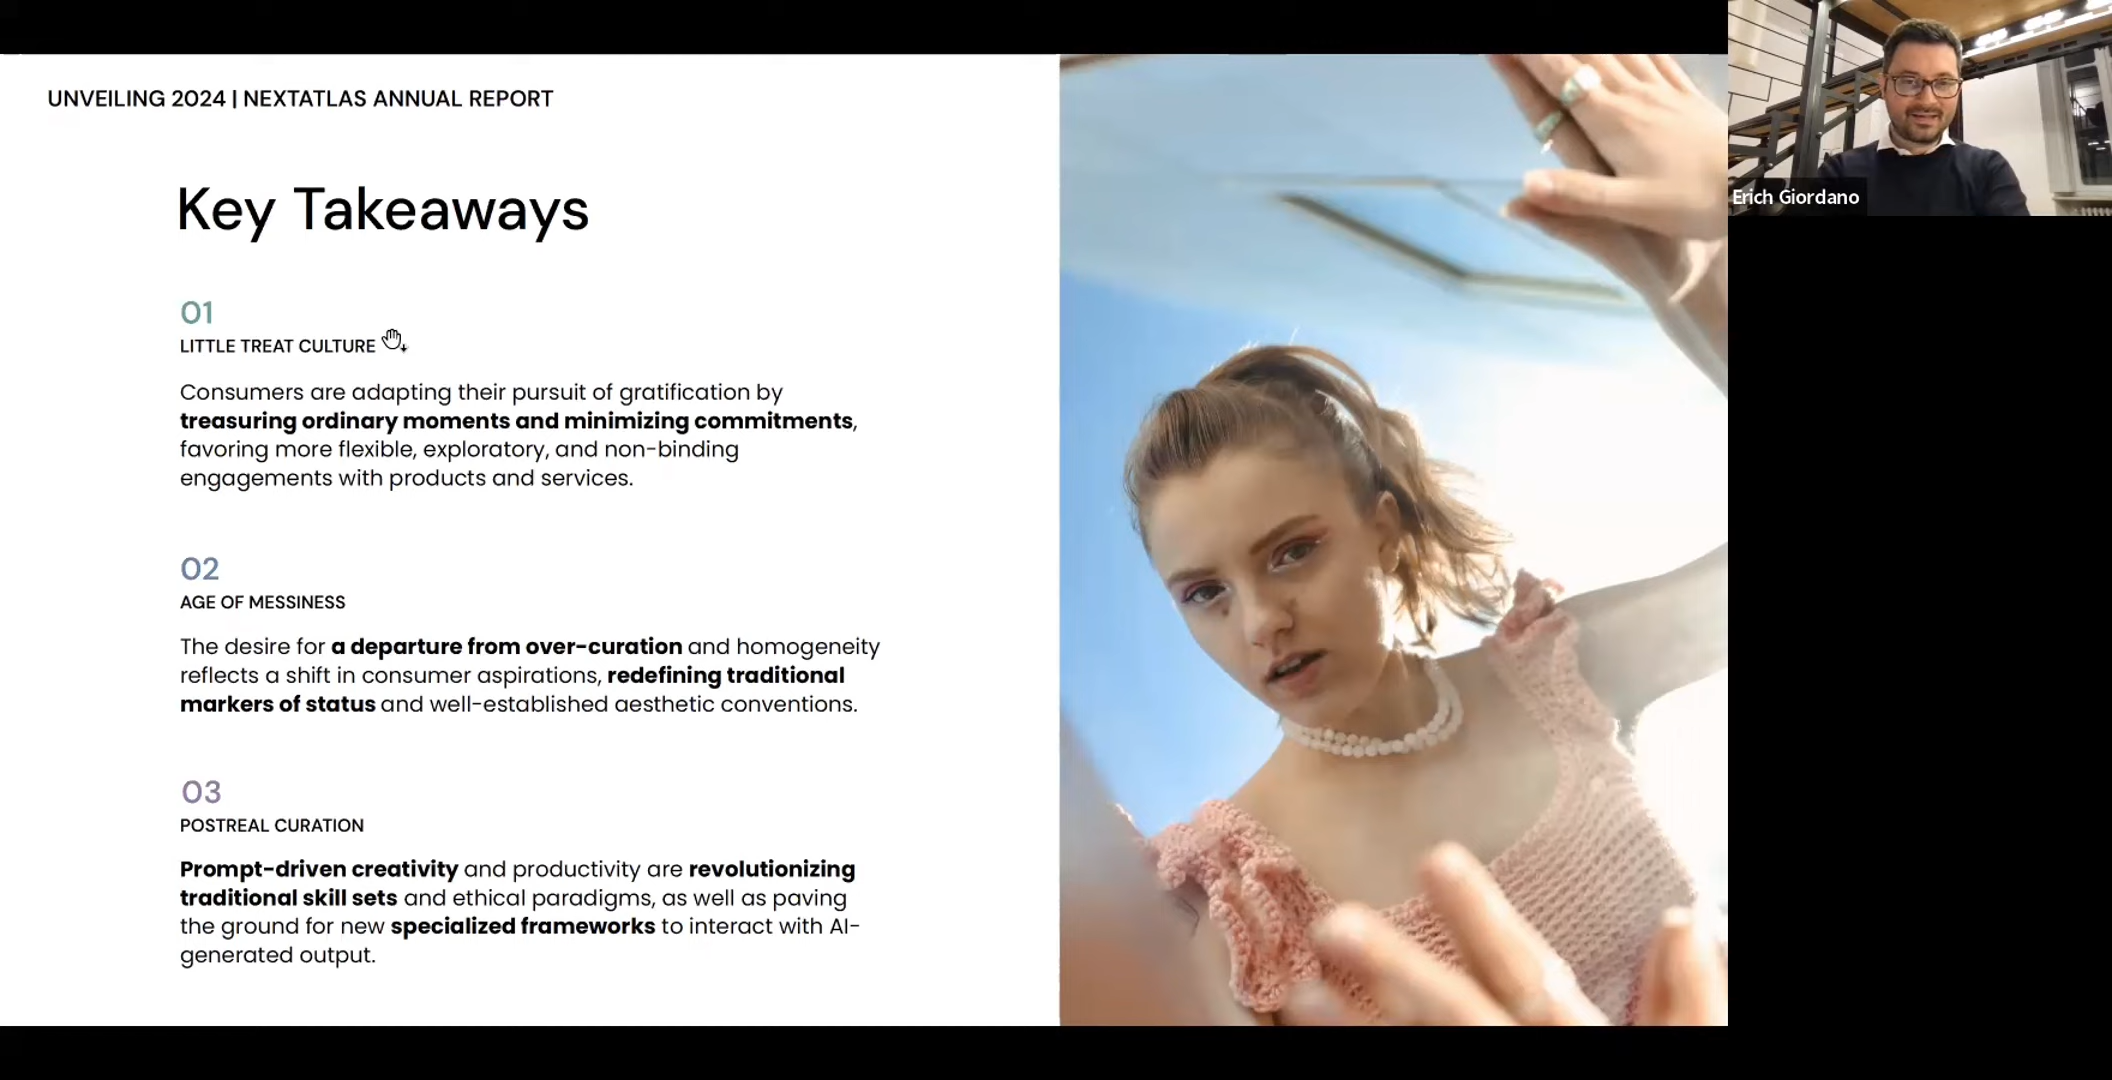 UNVEILING 2024 | NEXTATLAS ANNUAL REPORT
Erich Giordano
Key Takeaways
01
LITTLE TREAT CULTURE
Consumers are adapting their pursuit of gratification by
treasuring ordinary moments and minimizing commitments,
favoring more flexible, exploratory, and non-binding
engagements with products and services.
02
AGE OF MESSINESS
The desire for a departure from over-curation and homogeneity
reflects a shift in consumer aspirations, redefining traditional
markers of status and well-established aesthetic conventions.
03
POSTREAL CURATION
Prompt-driven creativity and productivity are revolutionizing
traditional skill sets and ethical paradigms, as well as paving
the ground for new specialized frameworks to interact with AI-
generated output.